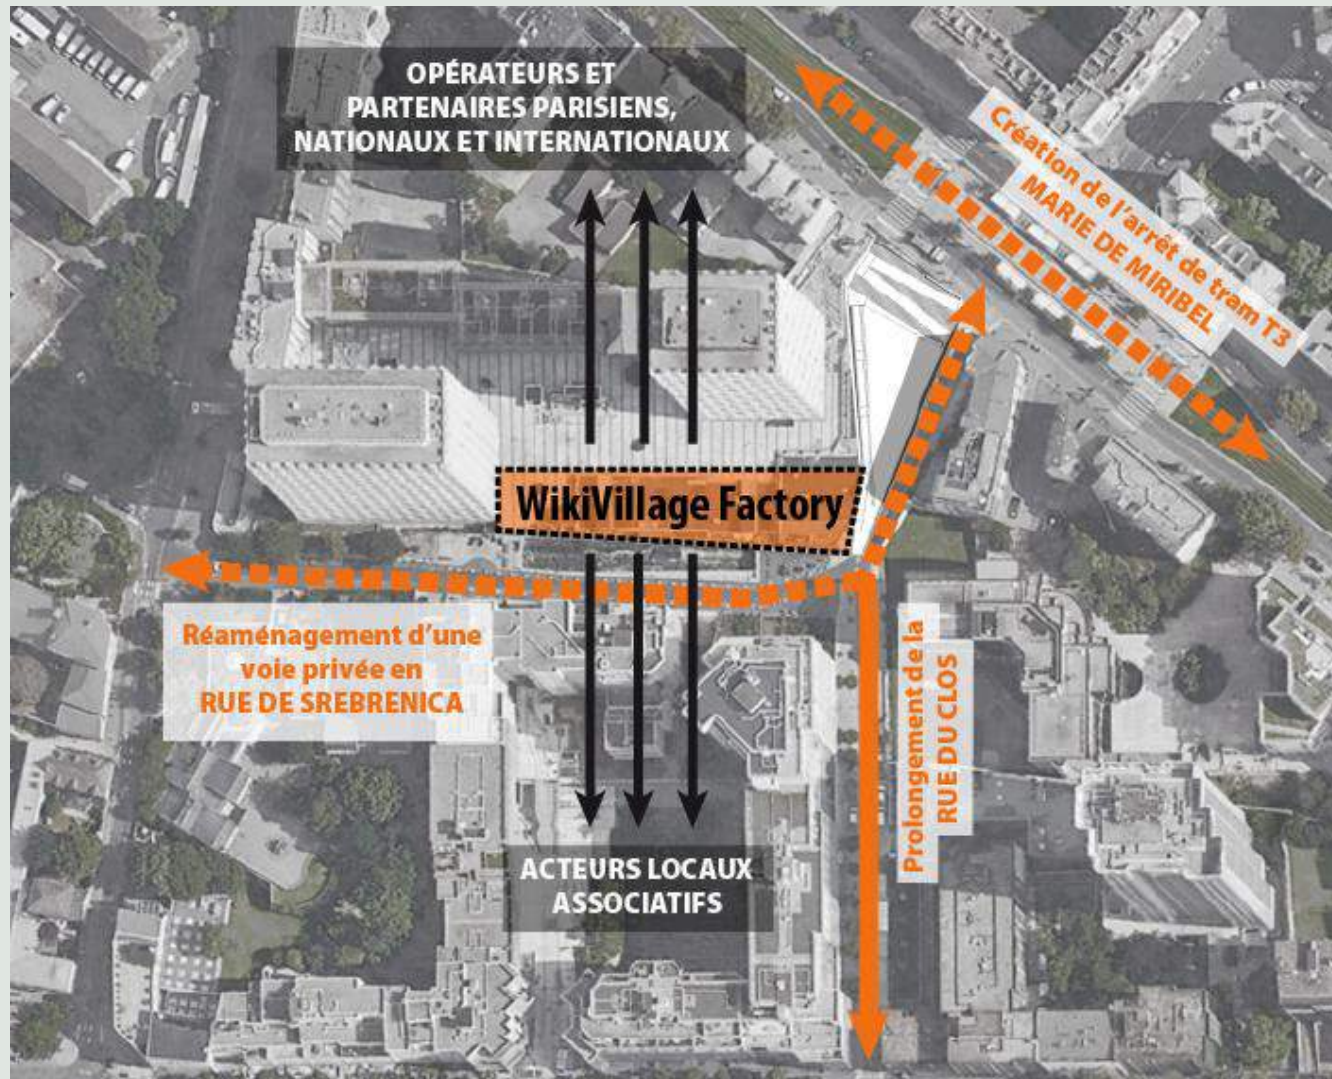 OPÉRATEURS ET
PARTENAIRES PARISIENS,
NATIONAUX ET INTERNATIONAUX
Création de l'arrêt de tram T3
MARIE DE MIRIBEL
WikiVillage Factory
Réaménagement d'une
voie privée en
RUE DE SREBRENICA
Prolongement de la
RUE DU CLOS
ACTEURS LOCAUX
ASSOCIATIFS